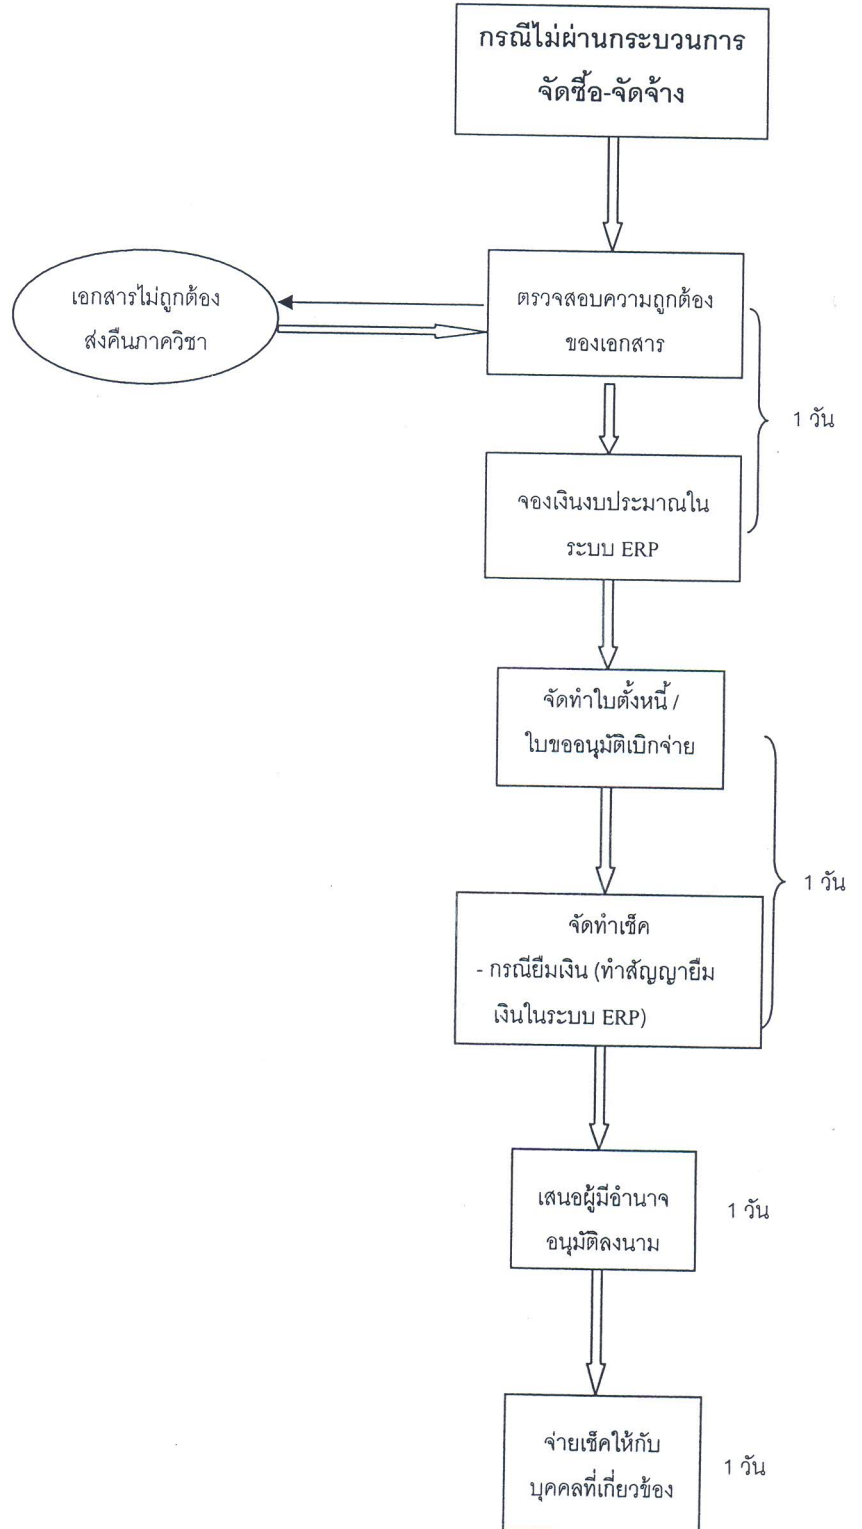 กรณีไม่ผ่านกระบวนการ
จัดซื้อ-จัดจ้าง
เอกสารไม่ถูกต้อง
ส่งคืนภาควิชา
ตรวจสอบความถูกต้อง
ของเอกสาร
1 วัน
จองเงินงบประมาณใน
ระบบ ERP
จัดทำใบตั้งหนี้ /
ใบขออนุมัติเบิกจ่าย
1 วัน
จัดทำเช็ค
- กรณียืมเงิน (ทำสัญญายืม
เงินในระบบ ERP)
เสนอผู้มีอำนาจ
อนุมัติลงนาม
1 วัน
จ่ายเช็คให้กับ
บุคคลที่เกี่ยวข้อง
1 วัน